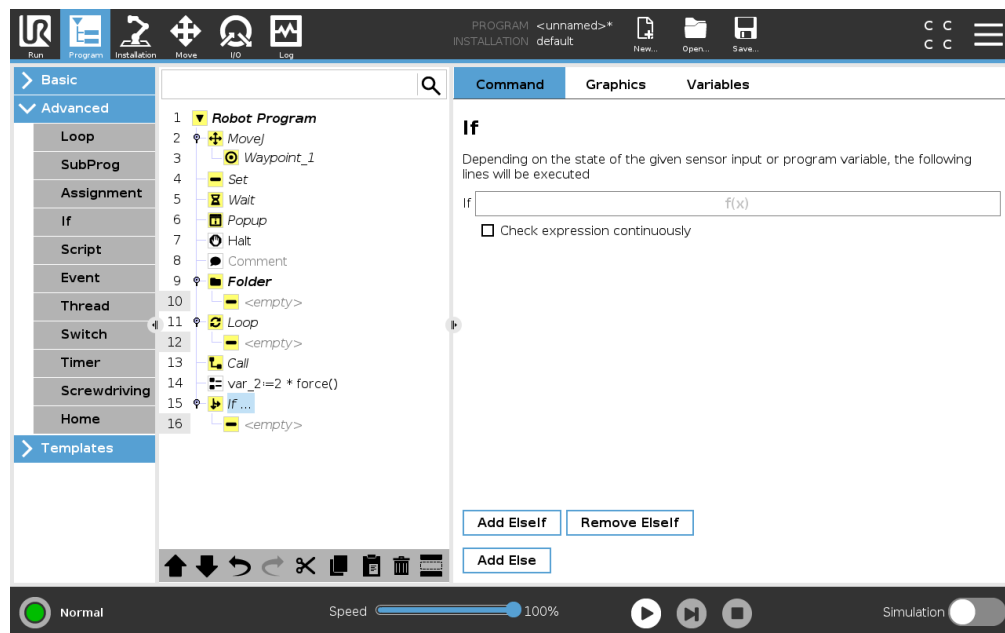 PROGRAM <unnamed>*
INSTALLATION default
C C
C C
Run Program Installation Move I/O Log New... Open... Save...
Basic
Advanced
Loop
SubProg
Assignment
If
Script
Event
Thread
Switch
Timer
Screwdriving
Home
Templates
1 Robot Program
2 MoveJ
3 Waypoint_1
4 Set
5 Wait
6 Popup
7 Halt
8 Comment
9 Folder
10 <empty>
11 Loop
12 <empty>
13 Call
14 var_2:=2 * force()
15 If ...
16 <empty>
Command Graphics Variables
If
Depending on the state of the given sensor input or program variable, the following
lines will be executed
If f(x)
Check expression continuously
Add ElseIf Remove ElseIf
Add Else
Normal Speed 100% Simulation